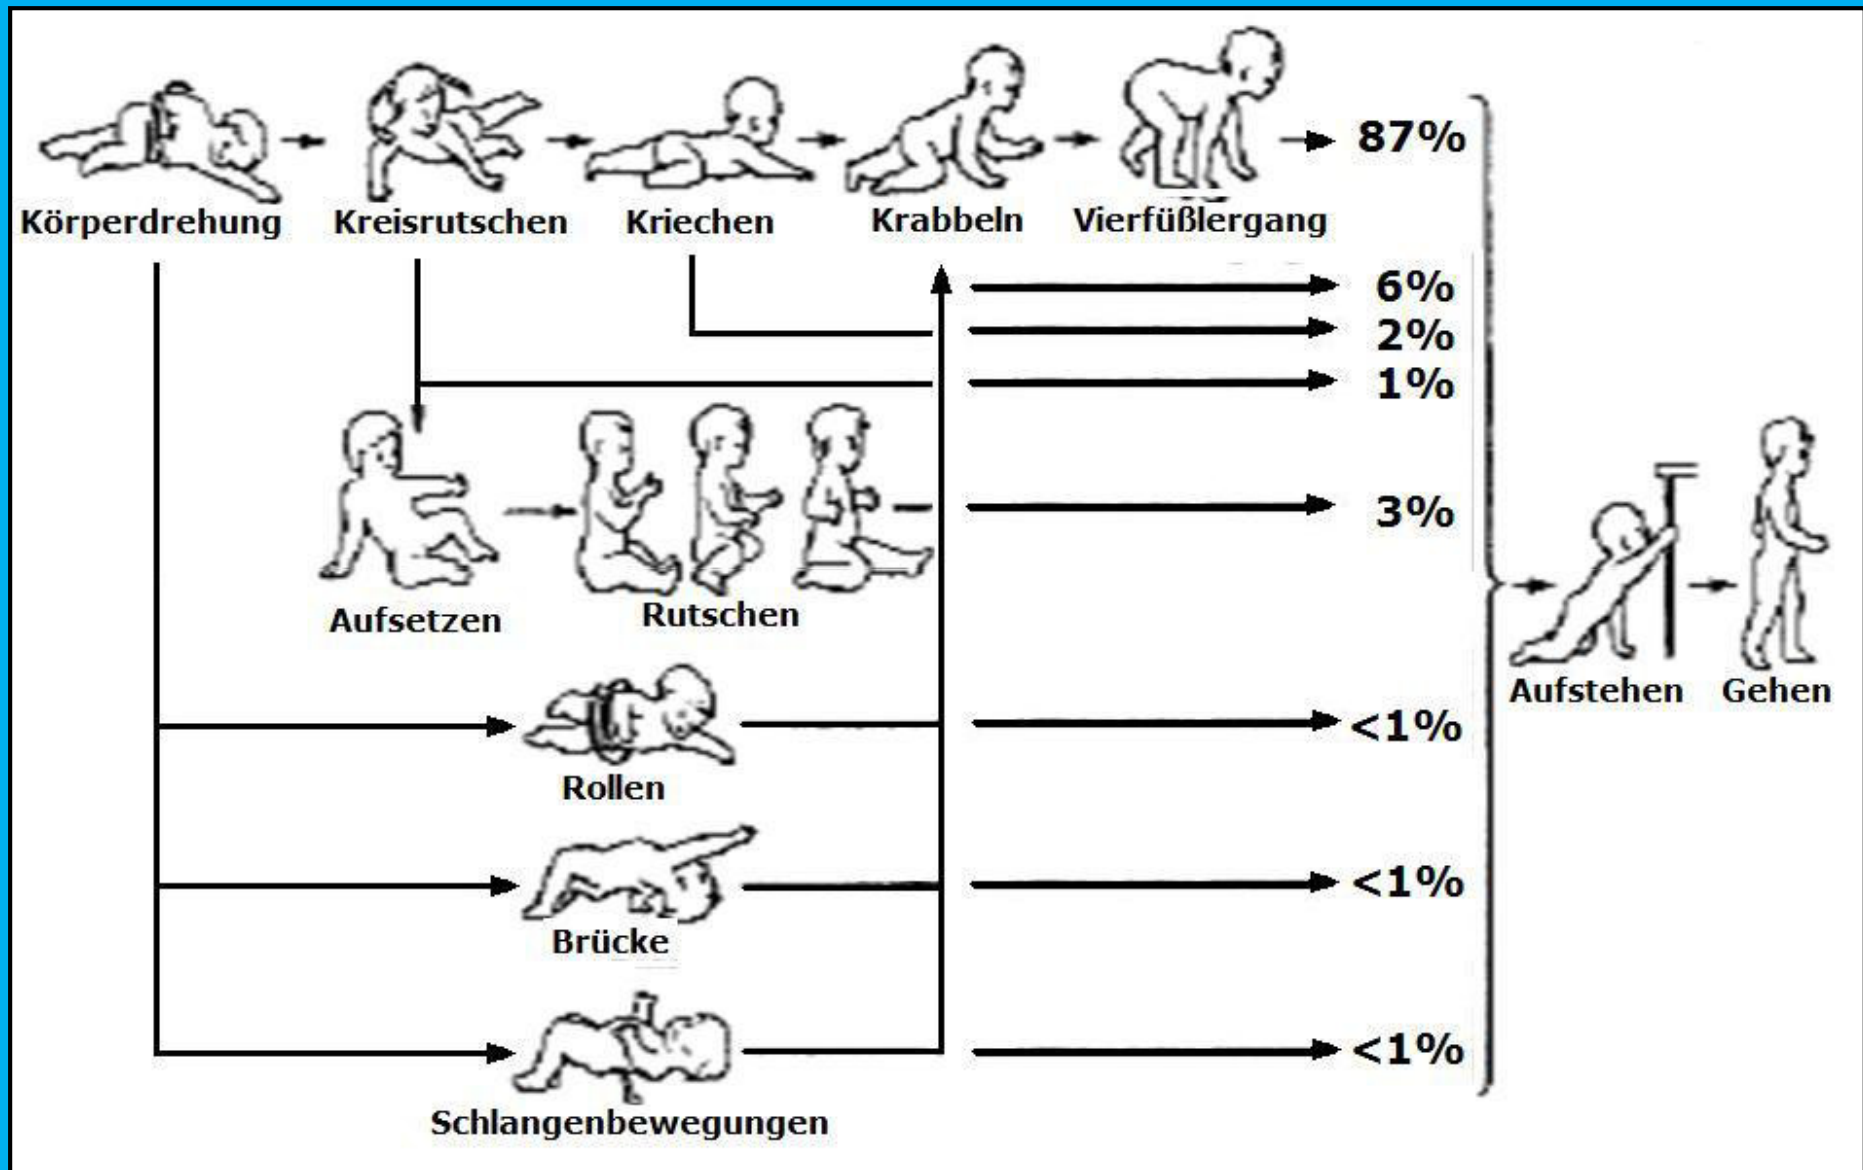 87%
Körperdrehung
Kreisrutschen
Kriechen
Krabbeln
Vierfüßlergang
6%
2%
1%
3%
Aufsetzen
Rutschen
Aufstehen
Gehen
<1%
Rollen
<1%
Brücke
<1%
Schlangenbewegungen